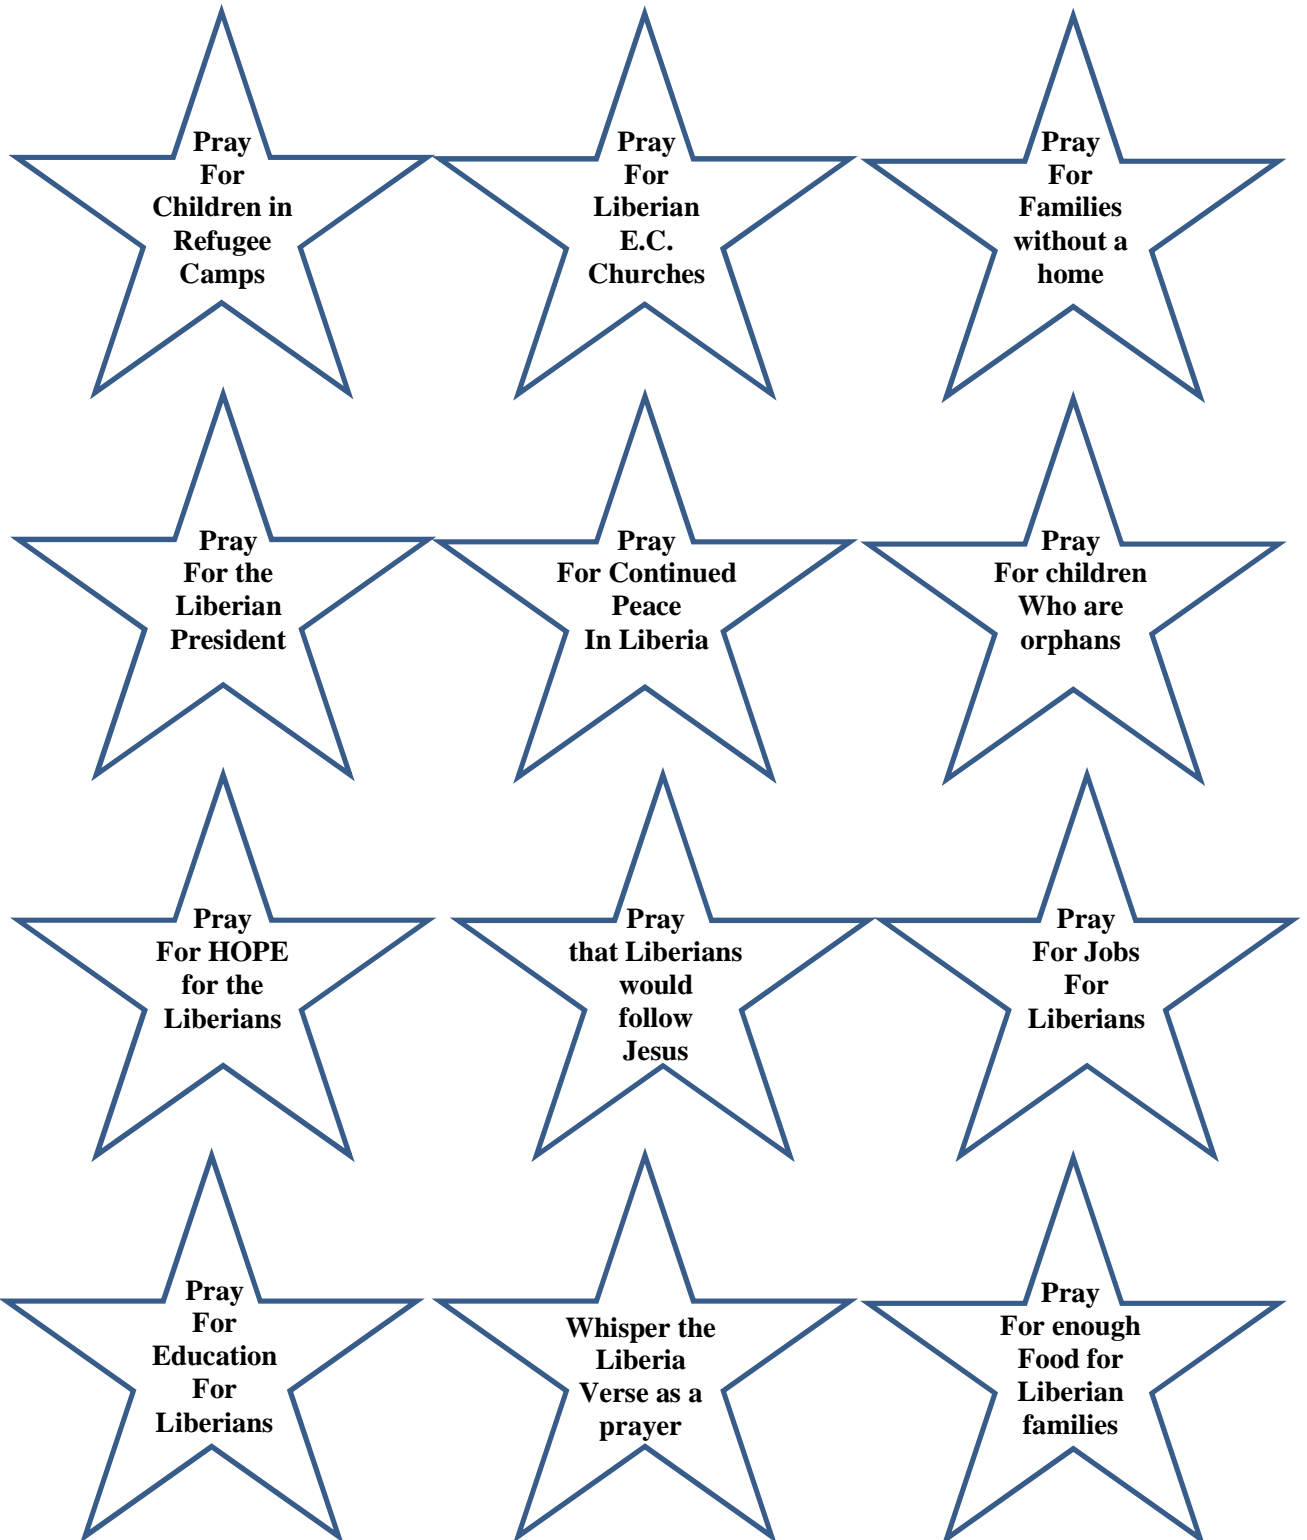 Pray
For
Children in
Refugee
Camps
Pray
For
Liberian
E.C.
Churches
Pray
For
Families
without a
home
Pray
For the
Liberian
President
Pray
For Continued
Peace
In Liberia
Pray
For children
Who are
orphans
Pray
For HOPE
for the
Liberians
Pray
that Liberians
would
follow
Jesus
Pray
For Jobs
For
Liberians
Pray
For
Education
For
Liberians
Whisper the
Liberia
Verse as a
prayer
Pray
For enough
Food for
Liberian
families